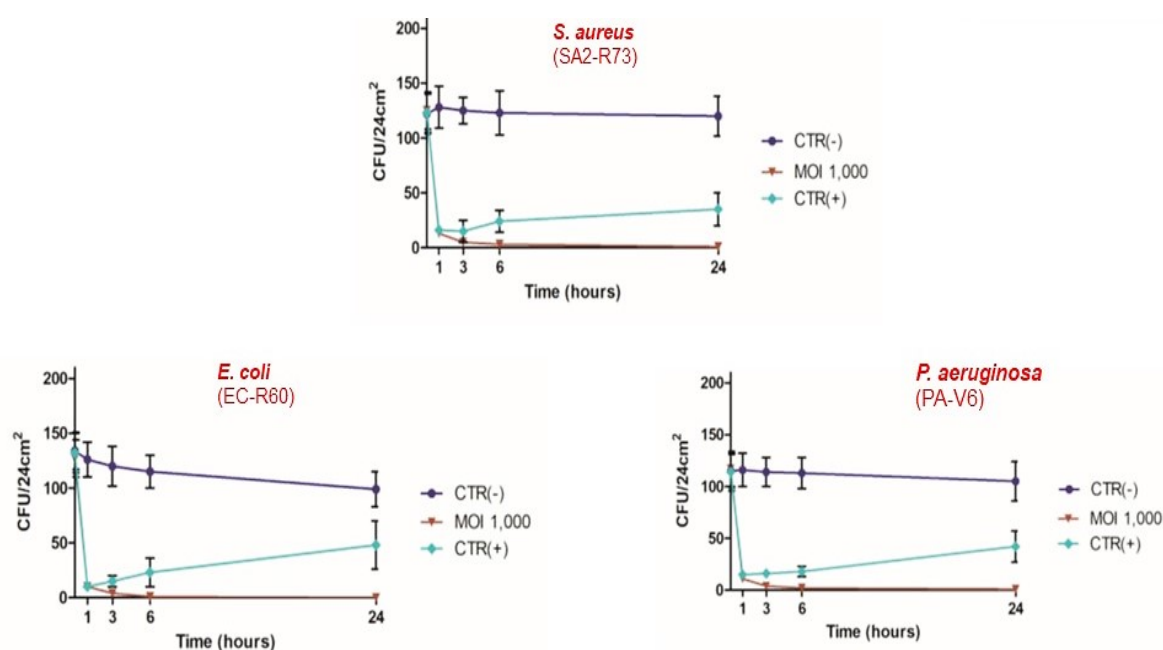 S. aureus
(SA2-R73)
200
150
100
50
0
CFU/24cm²
1 3 6 24
Time (hours)
CTR(-)
MOI 1,000
CTR(+)
E. coli
(EC-R60)
200
150
100
50
0
CFU/24cm²
1 3 6 24
Time (hours)
CTR(-)
MOI 1,000
CTR(+)
P. aeruginosa
(PA-V6)
200
150
100
50
0
CFU/24cm²
1 3 6 24
Time (hours)
CTR(-)
MOI 1,000
CTR(+)